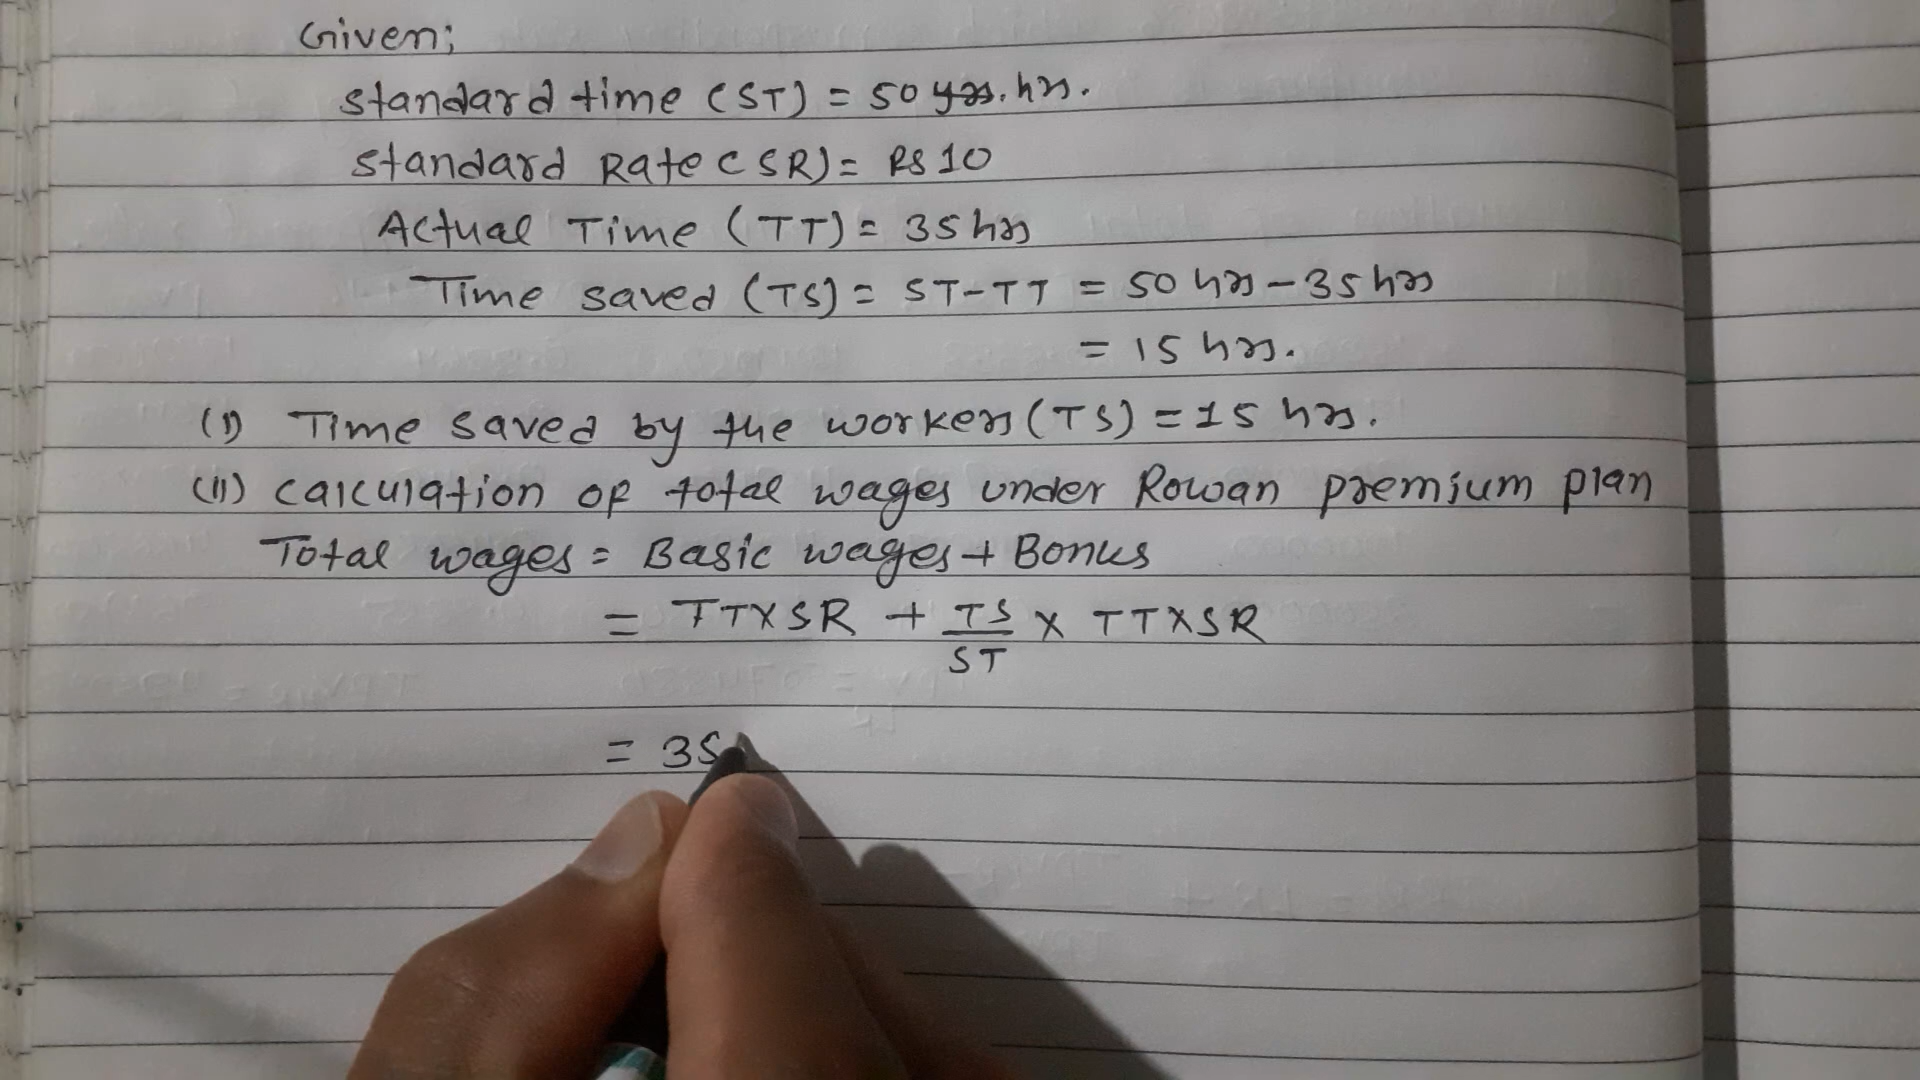 Given;
standard time (ST) = 50 yrs. hrs.
standard Rate (SR) = RS 10
Actual Time (TT) = 35 hrs
Time saved (TS) = ST-TT = 50 hrs - 35 hrs
= 15 hrs.
(i) Time saved by the workers (TS) = 15 hrs.
(ii) calculation of total wages under Rowan premium plan
Total wages = Basic wages + Bonus
= TT X SR + TS/ST X TT X SR
= 35